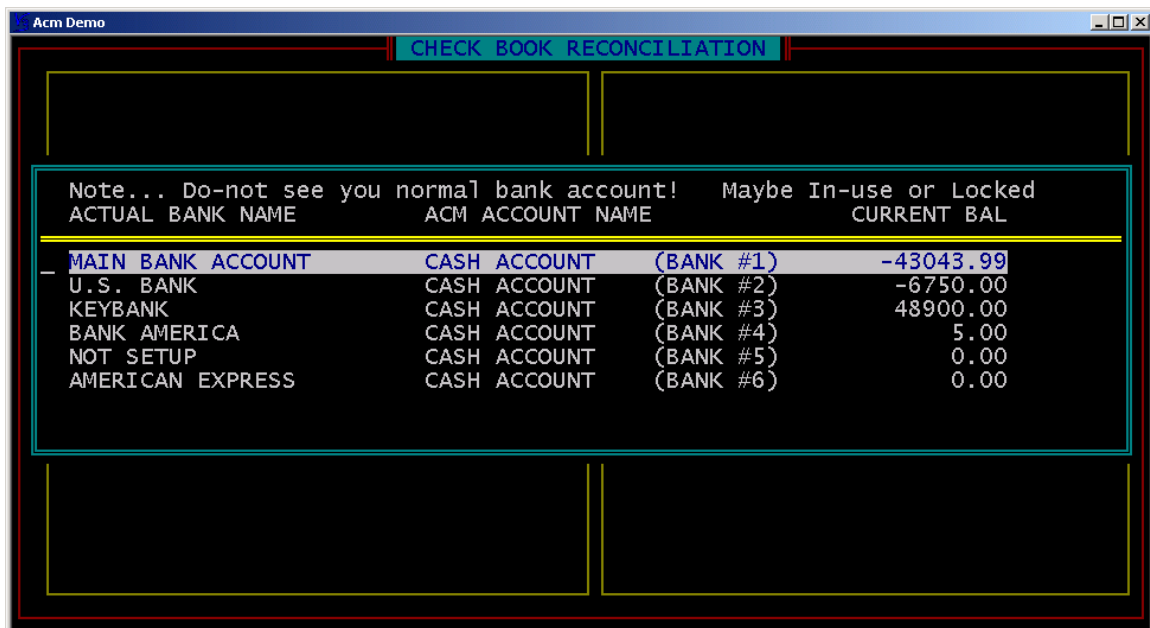 Acm Demo
CHECK BOOK RECONCILIATION
Note... Do-not see you normal bank account! Maybe In-use or Locked
ACTUAL BANK NAME ACM ACCOUNT NAME CURRENT BAL
MAIN BANK ACCOUNT CASH ACCOUNT (BANK #1) -43043.99
U.S. BANK CASH ACCOUNT (BANK #2) -6750.00
KEYBANK CASH ACCOUNT (BANK #3) 48900.00
BANK AMERICA CASH ACCOUNT (BANK #4) 5.00
NOT SETUP CASH ACCOUNT (BANK #5) 0.00
AMERICAN EXPRESS CASH ACCOUNT (BANK #6) 0.00